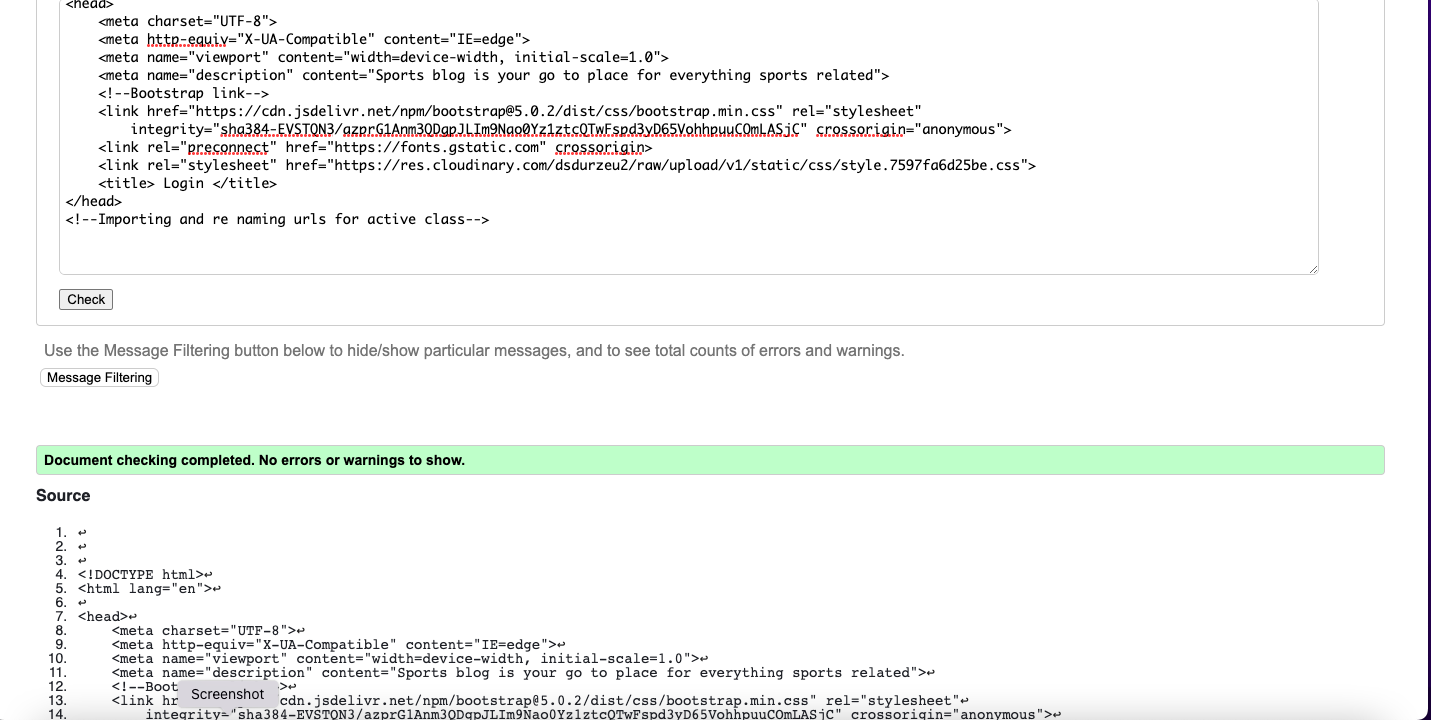 <head>
<meta charset="UTF-8">
<meta http-equiv="X-UA-Compatible" content="IE=edge">
<meta name="viewport" content="width=device-width, initial-scale=1.0">
<meta name="description" content="Sports blog is your go to place for everything sports related">
<!--Bootstrap link-->
<link href="https://cdn.jsdelivr.net/npm/bootstrap@5.0.2/dist/css/bootstrap.min.css" rel="stylesheet"
integrity="sha384-EVSTQN3/azprG1Anm3QDgpJLIm9Nao0Yz1ztcQTwFspd3yD65VohhpuuCOmLASjC" crossorigin="anonymous">
<link rel="preconnect" href="https://fonts.gstatic.com" crossorigin>
<link rel="stylesheet" href="https://res.cloudinary.com/dsdurzeu2/raw/upload/v1/static/css/style.7597fa6d25be.css">
<title> Login </title>
</head>
<!--Importing and re naming urls for active class-->
Check
Use the Message Filtering button below to hide/show particular messages, and to see total counts of errors and warnings.
Message Filtering
Document checking completed. No errors or warnings to show.
Source
1. ↩
2. ↩
3. ↩
4. <!DOCTYPE html>↩
5. <html lang="en">↩
6. ↩
7. <head>↩
8. <meta charset="UTF-8">↩
9. <meta http-equiv="X-UA-Compatible" content="IE=edge">↩
10. <meta name="viewport" content="width=device-width, initial-scale=1.0">↩
11. <meta name="description" content="Sports blog is your go to place for everything sports related">↩
12. <!--Boot >↩
Screenshot
13. <link hr cdn.jsdelivr.net/npm/bootstrap@5.0.2/dist/css/bootstrap.min.css" rel="stylesheet"↩
14. integrity="sha384-EVSTQN3/azprG1Anm3QDgpJLIm9Nao0Yz1ztcQTwFspd3yD65VohhpuuCOmLASjC" crossorigin="anonymous">↩